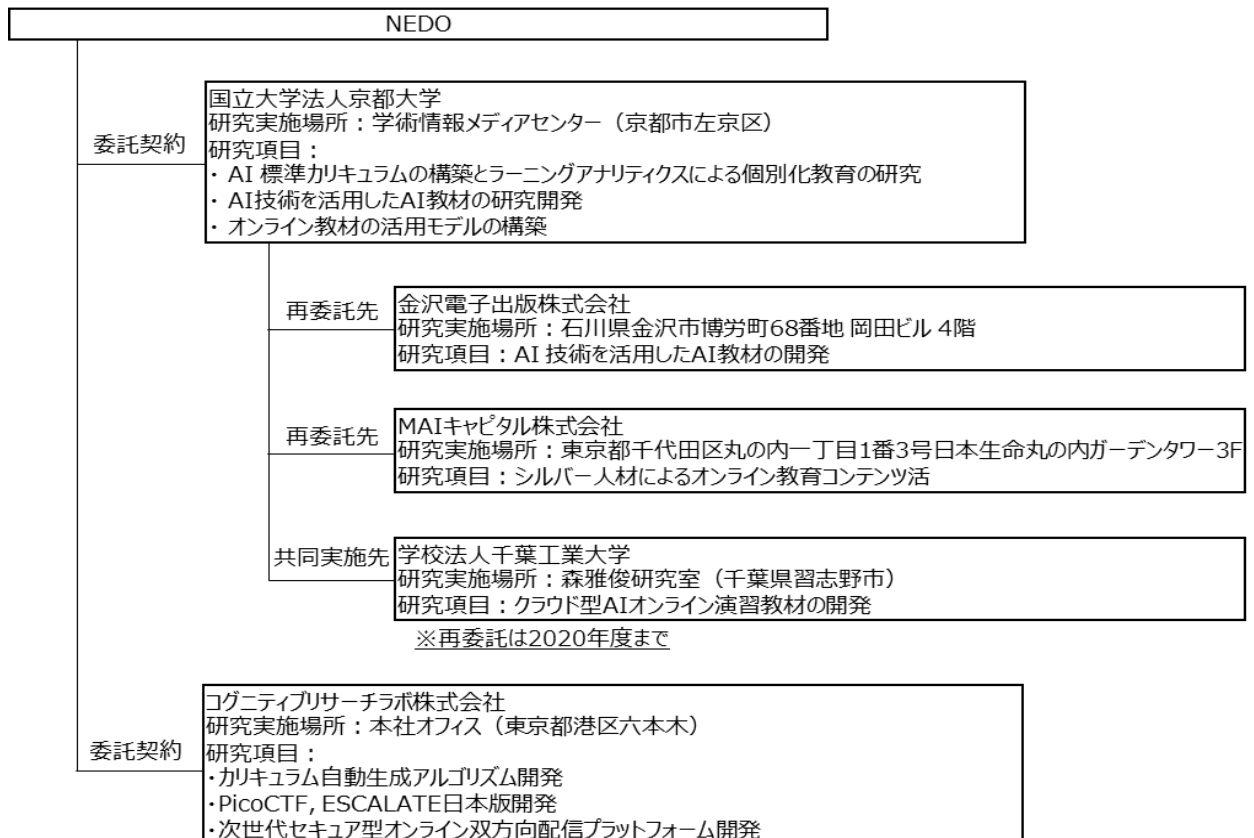 NEDO
委託契約
国立大学法人京都大学
研究実施場所：学術情報メディアセンター（京都市左京区）
研究項目：
・ AI 標準カリキュラムの構築とラーニングアナリティクスによる個別化教育の研究
・ AI技術を活用したAI教材の研究開発
・ オンライン教材の活用モデルの構築
再委託先
金沢電子出版株式会社
研究実施場所：石川県金沢市博労町68番地 岡田ビル 4階
研究項目：AI 技術を活用したAI教材の開発
再委託先
MAIキャピタル株式会社
研究実施場所：東京都千代田区丸の内一丁目1番3号日本生命丸の内ガーデンタワー3F
研究項目：シルバー人材によるオンライン教育コンテンツ活
共同実施先
学校法人千葉工業大学
研究実施場所：森雅俊研究室（千葉県習志野市）
研究項目：クラウド型AIオンライン演習教材の開発
※再委託は2020年度まで
委託契約
コグニティブリサーチラボ株式会社
研究実施場所：本社オフィス（東京都港区六本木）
研究項目：
・カリキュラム自動生成アルゴリズム開発
・PicoCTF, ESCALATE日本版開発
・次世代セキュア型オンライン双方向配信プラットフォーム開発